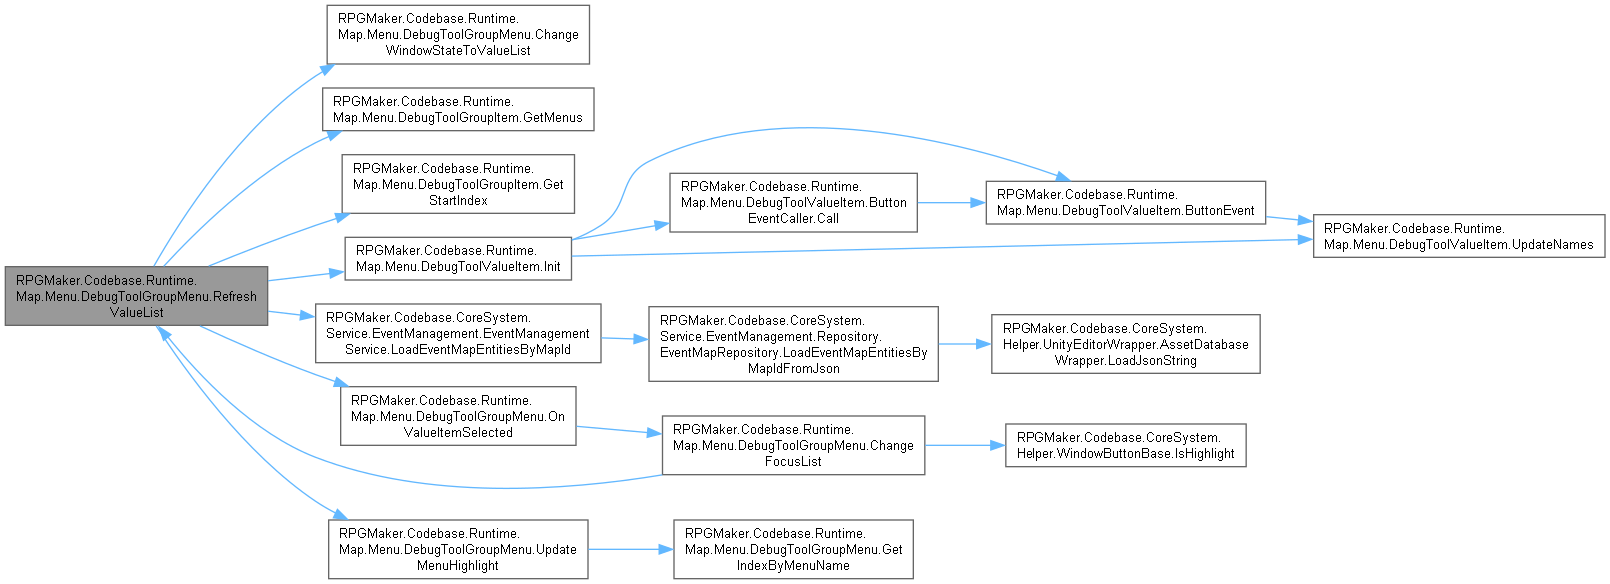 RPGMaker.Codebase.Runtime.
Map.Menu.DebugToolGroupMenu.Refresh
ValueList
RPGMaker.Codebase.Runtime.
Map.Menu.DebugToolGroupMenu.Change
WindowStateToValueList
RPGMaker.Codebase.Runtime.
Map.Menu.DebugToolGroupItem.GetMenus
RPGMaker.Codebase.Runtime.
Map.Menu.DebugToolGroupItem.Get
StartIndex
RPGMaker.Codebase.Runtime.
Map.Menu.DebugToolValueItem.Init
RPGMaker.Codebase.Runtime.
Map.Menu.DebugToolValueItem.Button
EventCaller.Call
RPGMaker.Codebase.Runtime.
Map.Menu.DebugToolValueItem.ButtonEvent
RPGMaker.Codebase.Runtime.
Map.Menu.DebugToolValueItem.UpdateNames
RPGMaker.Codebase.CoreSystem.
Service.EventManagement.EventManagement
Service.LoadEventMapEntitiesByMapId
RPGMaker.Codebase.CoreSystem.
Service.EventManagement.Repository.
EventMapRepository.LoadEventMapEntitiesBy
MapIdFromJson
RPGMaker.Codebase.CoreSystem.
Helper.UnityEditorWrapper.AssetDatabase
Wrapper.LoadJsonString
RPGMaker.Codebase.Runtime.
Map.Menu.DebugToolGroupMenu.On
ValueItemSelected
RPGMaker.Codebase.Runtime.
Map.Menu.DebugToolGroupMenu.Change
FocusList
RPGMaker.Codebase.CoreSystem.
Helper.WindowButtonBase.IsHighlight
RPGMaker.Codebase.Runtime.
Map.Menu.DebugToolGroupMenu.Update
MenuHighlight
RPGMaker.Codebase.Runtime.
Map.Menu.DebugToolGroupMenu.Get
IndexByMenuName